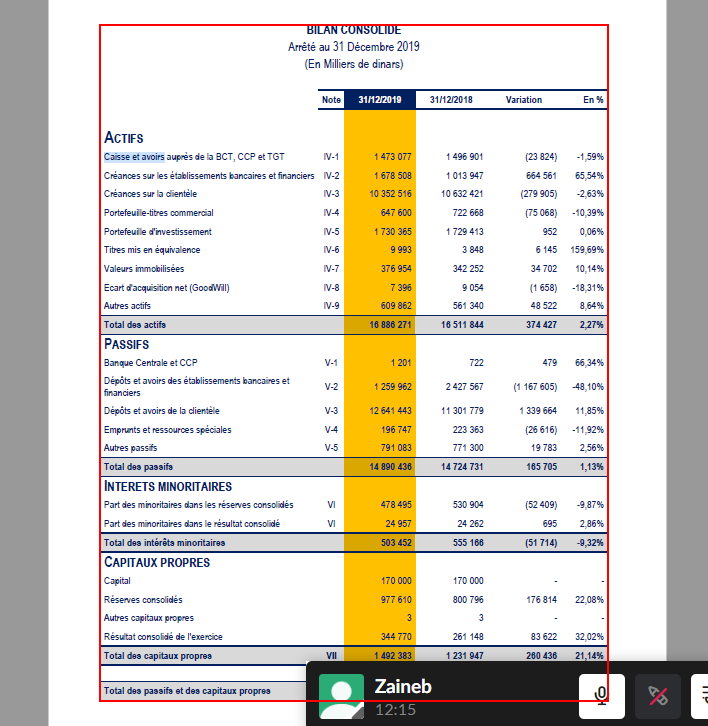 BILAN CONSOLIDE
Arrêté au 31 Décembre 2019
(En Milliers de dinars)
Note 31/12/2019 31/12/2018 Variation En %
ACTIFS
Caisse et avoirs auprès de la BCT, CCP et TGT IV-1 1 473 077 1 496 901 (23 824) -1,59%
Créances sur les établissements bancaires et financiers IV-2 1 678 508 1 013 947 664 561 65,54%
Créances sur la clientèle IV-3 10 352 516 10 632 421 (279 905) -2,63%
Portefeuille-titres commercial IV-4 647 600 722 668 (75 068) -10,39%
Portefeuille d'investissement IV-5 1 730 365 1 729 413 952 0,06%
Titres mis en équivalence IV-6 9 993 3 848 6 145 159,69%
Valeurs immobilisées IV-7 376 954 342 252 34 702 10,14%
Ecart d'acquisition net (GoodWill) IV-8 7 396 9 054 (1 658) -18,31%
Autres actifs IV-9 609 862 561 340 48 522 8,64%
Total des actifs 16 886 271 16 511 844 374 427 2,27%
PASSIFS
Banque Centrale et CCP V-1 1 201 722 479 66,34%
Dépôts et avoirs des établissements bancaires et
financiers V-2 1 259 962 2 427 567 (1 167 605) -48,10%
Dépôts et avoirs de la clientèle V-3 12 641 443 11 301 779 1 339 664 11,85%
Emprunts et ressources spéciales V-4 196 747 223 363 (26 616) -11,92%
Autres passifs V-5 791 083 771 300 19 783 2,56%
Total des passifs 14 890 436 14 724 731 165 705 1,13%
INTERETS MINORITAIRES
Part des minoritaires dans les réserves consolidés VI 478 495 530 904 (52 409) -9,87%
Part des minoritaires dans le résultat consolidé VI 24 957 24 262 695 2,86%
Total des intérêts minoritaires 503 452 555 166 (51 714) -9,32%
CAPITAUX PROPRES
Capital 170 000 170 000 - -
Réserves consolidés 977 610 800 796 176 814 22,08%
Autres capitaux propres 3 3 - -
Résultat consolidé de l'exercice 344 770 261 148 83 622 32,02%
Total des capitaux propres VII 1 492 383 1 231 947 260 436 21,14%
Total des passifs et des capitaux propres
Zaineb
12:15